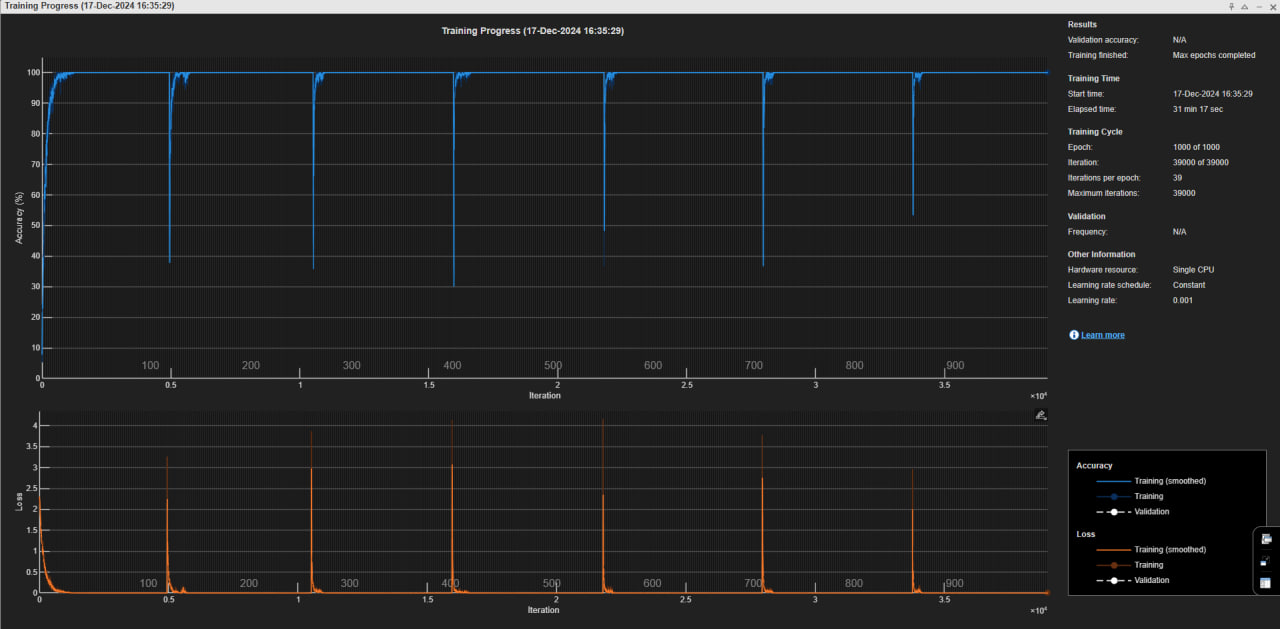 Training Progress (17-Dec-2024 16:35:29)
Training Progress (17-Dec-2024 16:35:29)
Accuracy (%)
100
90
80
70
60
50
40
30
20
10
0
100 200 300 400 500 600 700 800 900
0 0.5 1 1.5 2 2.5 3 3.5
Iteration
×10⁴
Loss
4
3.5
3
2.5
2
1.5
1
0.5
0
100 200 300 400 500 600 700 800 900
0 0.5 1 1.5 2 2.5 3 3.5
Iteration
×10⁴
Results
Validation accuracy: N/A
Training finished: Max epochs completed
Training Time
Start time: 17-Dec-2024 16:35:29
Elapsed time: 31 min 17 sec
Training Cycle
Epoch: 1000 of 1000
Iteration: 39000 of 39000
Iterations per epoch: 39
Maximum iterations: 39000
Validation
Frequency: N/A
Other Information
Hardware resource: Single CPU
Learning rate schedule: Constant
Learning rate: 0.001
Learn more
Accuracy
Training (smoothed)
Training
Validation
Loss
Training (smoothed)
Training
Validation